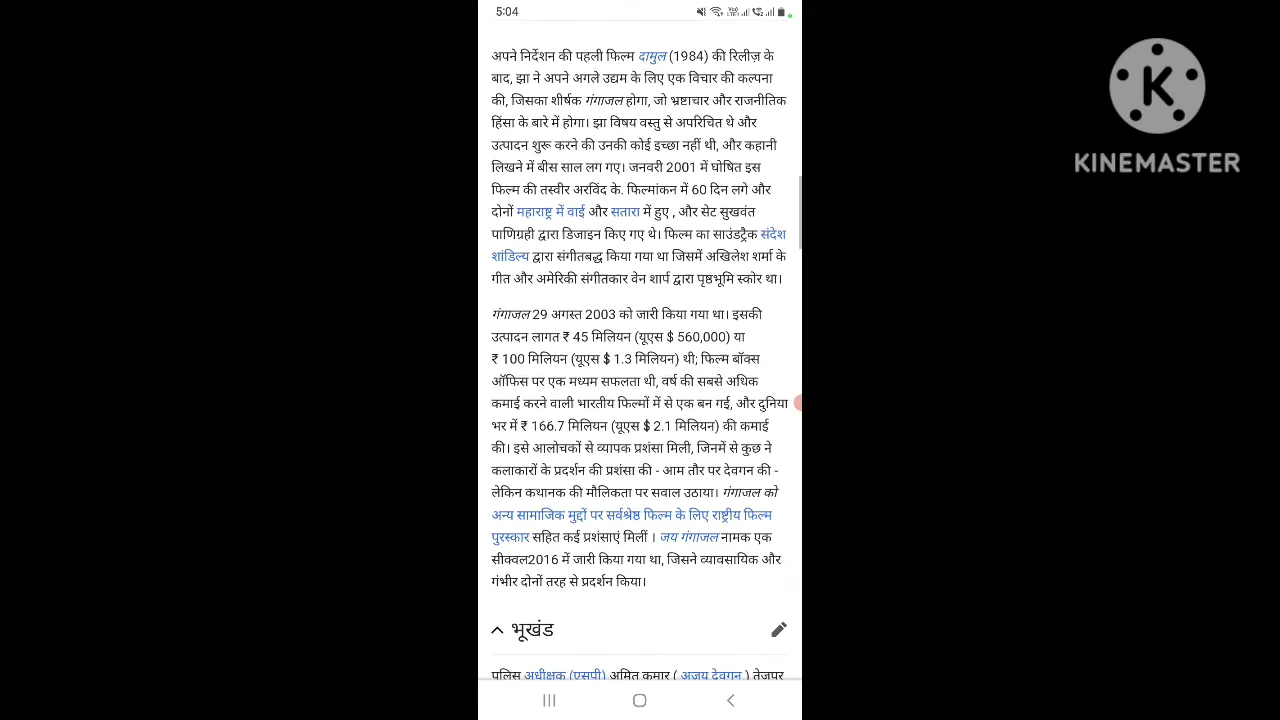 5:04
KINEMASTER
अपने निर्देशन की पहली फिल्म दामुल (1984) की रिलीज़ के
बाद, झा ने अपने अगले उद्यम के लिए एक विचार की कल्पना
की, जिसका शीर्षक गंगाजल होगा, जो भ्रष्टाचार और राजनीतिक
हिंसा के बारे में होगा। झा विषय वस्तु से अपरिचित थे और
उत्पादन शुरू करने की उनकी कोई इच्छा नहीं थी, और कहानी
लिखने में बीस साल लग गए। जनवरी 2001 में घोषित इस
फिल्म की तस्वीर अरविंद के. फिल्मांकन में 60 दिन लगे और
दोनों महाराष्ट्र में वाई और सतारा में हुए , और सेट सुखवंत
पाणिग्रही द्वारा डिजाइन किए गए थे। फिल्म का साउंडट्रैक संदेश
शांडिल्य द्वारा संगीतबद्ध किया गया था जिसमें अखिलेश शर्मा के
गीत और अमेरिकी संगीतकार वेन शार्प द्वारा पृष्ठभूमि स्कोर था।
गंगाजल 29 अगस्त 2003 को जारी किया गया था। इसकी
उत्पादन लागत ₹ 45 मिलियन (यूएस $ 560,000) या
₹ 100 मिलियन (यूएस $ 1.3 मिलियन) थी; फिल्म बॉक्स
ऑफिस पर एक मध्यम सफलता थी, वर्ष की सबसे अधिक
कमाई करने वाली भारतीय फिल्मों में से एक बन गई, और दुनिया
भर में ₹ 166.7 मिलियन (यूएस $ 2.1 मिलियन) की कमाई
की। इसे आलोचकों से व्यापक प्रशंसा मिली, जिनमें से कुछ ने
कलाकारों के प्रदर्शन की प्रशंसा की - आम तौर पर देवगन की -
लेकिन कथानक की मौलिकता पर सवाल उठाया। गंगाजल को
अन्य सामाजिक मुद्दों पर सर्वश्रेष्ठ फिल्म के लिए राष्ट्रीय फिल्म
पुरस्कार सहित कई प्रशंसाएं मिलीं । जय गंगाजल नामक एक
सीक्वल2016 में जारी किया गया था, जिसने व्यावसायिक और
गंभीर दोनों तरह से प्रदर्शन किया।
भूखंड
पुलिस अधीक्षक (एसपी) अमित कुमार ( अजय देवगन ) तेजपुर